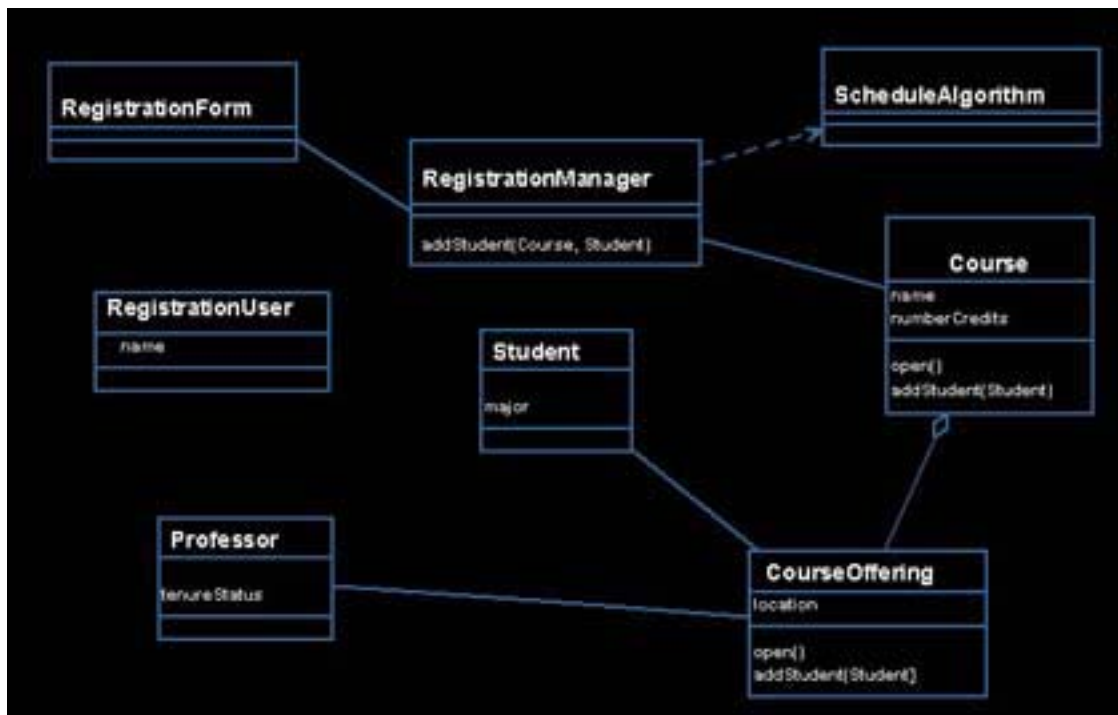 RegistrationForm
ScheduleAlgorithm
RegistrationManager
addStudent(Course, Student)
Course
name
numberCredits
open()
addStudent(Student)
RegistrationUser
name
Student
major
Professor
tenureStatus
CourseOffering
location
open()
addStudent(Student)